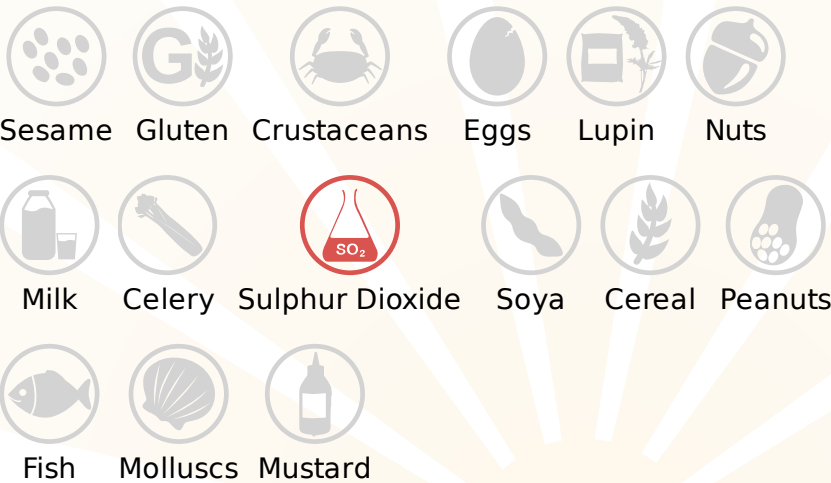 G
Sesame Gluten Crustaceans Eggs Lupin Nuts
SO₂
Milk Celery Sulphur Dioxide Soya Cereal Peanuts
Fish Molluscs Mustard